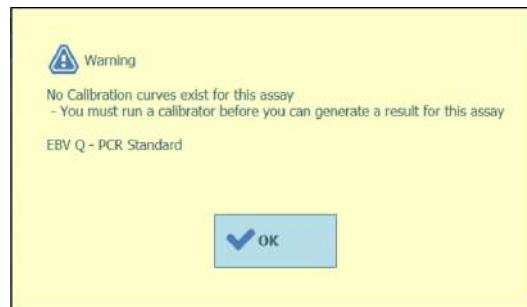 Warning
No Calibration curves exist for this assay
- You must run a calibrator before you can generate a result for this assay
EBV Q - PCR Standard
OK